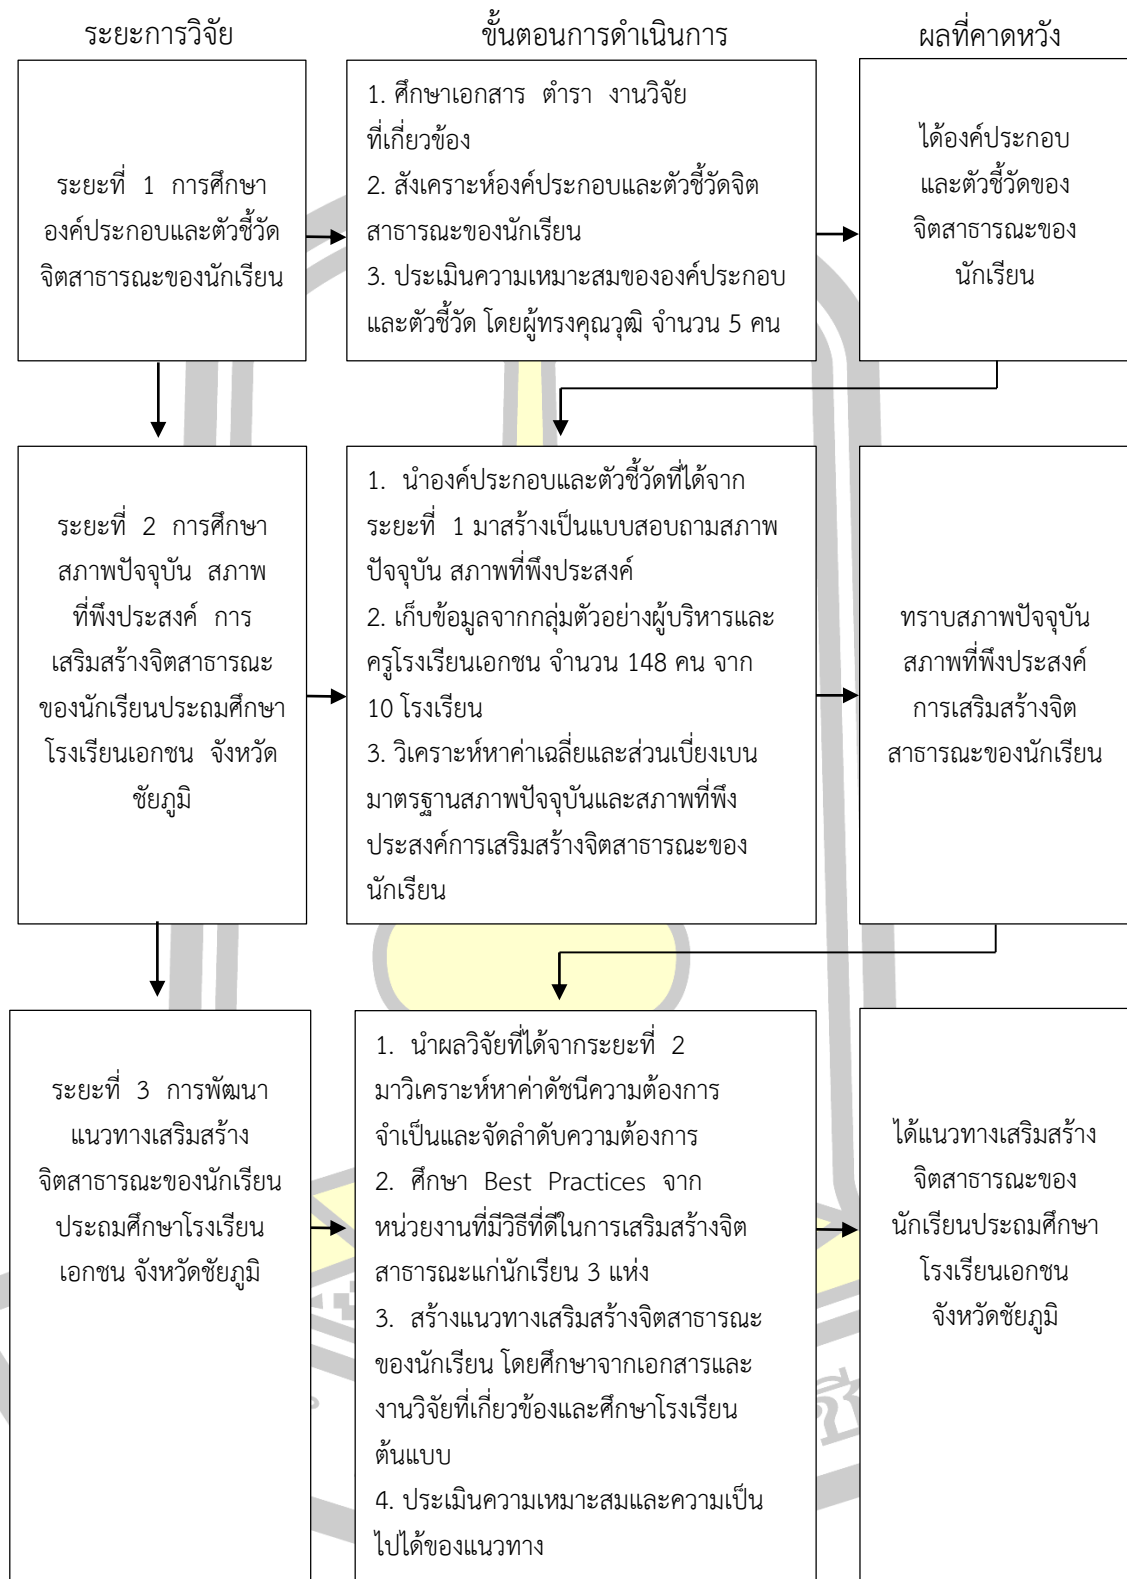 ระยะการวิจัย
ขั้นตอนการดำเนินการ
ผลที่คาดหวัง
ระยะที่ 1 การศึกษา
องค์ประกอบและตัวชี้วัด
จิตสาธารณะของนักเรียน
1. ศึกษาเอกสาร ตำรา งานวิจัย
ที่เกี่ยวข้อง
2. สังเคราะห์องค์ประกอบและตัวชี้วัดจิต
สาธารณะของนักเรียน
3. ประเมินความเหมาะสมขององค์ประกอบ
และตัวชี้วัด โดยผู้ทรงคุณวุฒิ จำนวน 5 คน
ได้องค์ประกอบ
และตัวชี้วัดของ
จิตสาธารณะของ
นักเรียน
ระยะที่ 2 การศึกษา
สภาพปัจจุบัน สภาพ
ที่พึงประสงค์ การ
เสริมสร้างจิตสาธารณะ
ของนักเรียนประถมศึกษา
โรงเรียนเอกชน จังหวัด
ชัยภูมิ
1. นำองค์ประกอบและตัวชี้วัดที่ได้จาก
ระยะที่ 1 มาสร้างเป็นแบบสอบถามสภาพ
ปัจจุบัน สภาพที่พึงประสงค์
2. เก็บข้อมูลจากกลุ่มตัวอย่างผู้บริหารและ
ครูโรงเรียนเอกชน จำนวน 148 คน จาก
10 โรงเรียน
3. วิเคราะห์หาค่าเฉลี่ยและส่วนเบี่ยงเบน
มาตรฐานสภาพปัจจุบันและสภาพที่พึง
ประสงค์การเสริมสร้างจิตสาธารณะของ
นักเรียน
ทราบสภาพปัจจุบัน
สภาพที่พึงประสงค์
การเสริมสร้างจิต
สาธารณะของนักเรียน
ระยะที่ 3 การพัฒนา
แนวทางเสริมสร้าง
จิตสาธารณะของนักเรียน
ประถมศึกษาโรงเรียน
เอกชน จังหวัดชัยภูมิ
1. นำผลวิจัยที่ได้จากระยะที่ 2
มาวิเคราะห์หาค่าดัชนีความต้องการ
จำเป็นและจัดลำดับความต้องการ
2. ศึกษา Best Practices จาก
หน่วยงานที่มีวิธีที่ดีในการเสริมสร้างจิต
สาธารณะแก่นักเรียน 3 แห่ง
3. สร้างแนวทางเสริมสร้างจิตสาธารณะ
ของนักเรียน โดยศึกษาจากเอกสารและ
งานวิจัยที่เกี่ยวข้องและศึกษาโรงเรียน
ต้นแบบ
4. ประเมินความเหมาะสมและความเป็น
ไปได้ของแนวทาง
ได้แนวทางเสริมสร้าง
จิตสาธารณะของ
นักเรียนประถมศึกษา
โรงเรียนเอกชน
จังหวัดชัยภูมิ